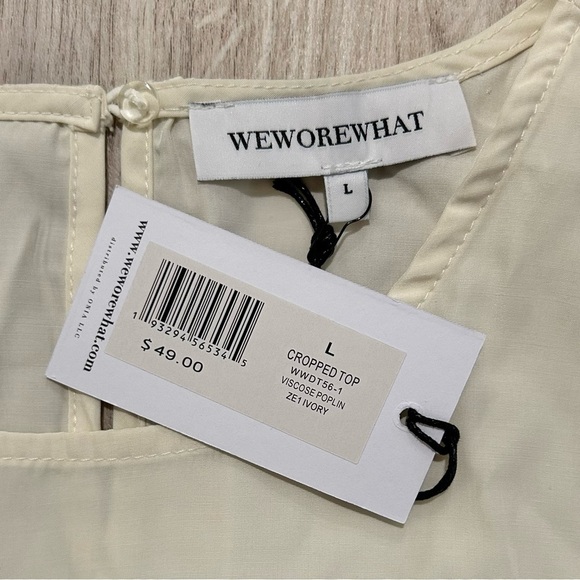 WEWOREWHAT
L
www.weworewhat.com
distributed by ONIA LLC
1 93294 56534 5
$49.00
L
CROPPED TOP
WWDT56-1
VISCOSE POPLIN
ZE1 IVORY